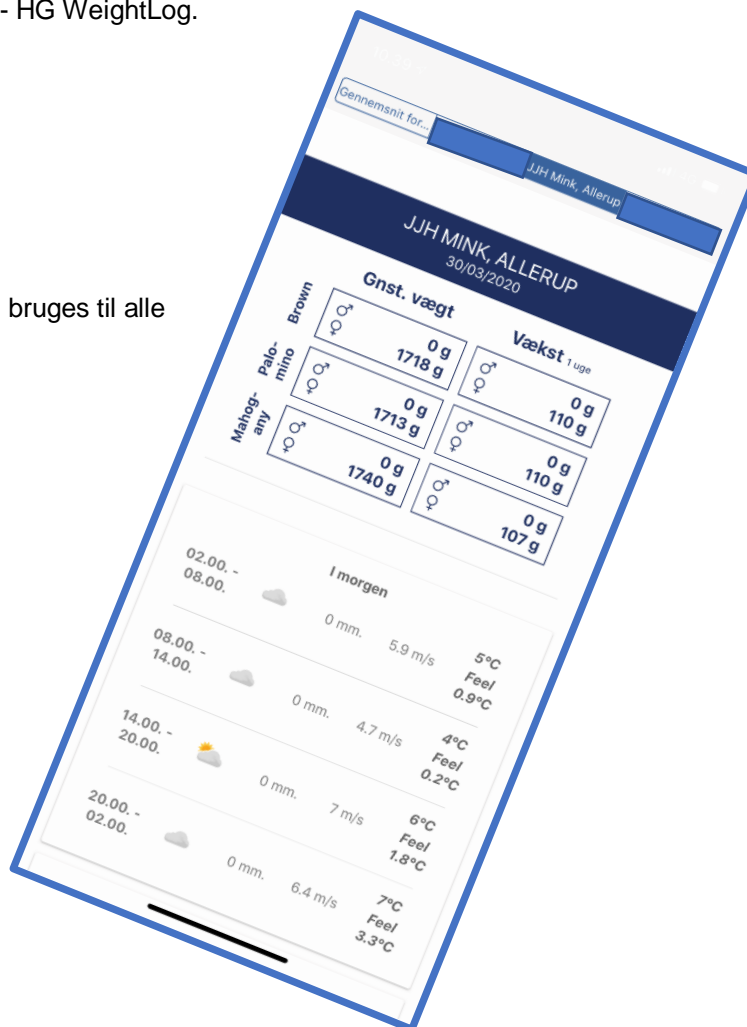 - HG WeightLog.
bruges til alle
10.39
Gennemsnit for...
JJH Mink, Allerup
JJH MINK, ALLERUP
30/03/2020
Gnst. vægt
Vækst 1 uge
Brown
♂ 0 g
♀ 1718 g
♂ 0 g
♀ 110 g
Palo-
mino
♂ 0 g
♀ 1713 g
♂ 0 g
♀ 110 g
Mahog-
any
♂ 0 g
♀ 1740 g
♂ 0 g
♀ 107 g
I morgen
02.00. -
08.00.
0 mm.
5.9 m/s
5°C
Feel
0.9°C
08.00. -
14.00.
0 mm.
4.7 m/s
4°C
Feel
0.2°C
14.00. -
20.00.
0 mm.
7 m/s
6°C
Feel
1.8°C
20.00. -
02.00.
0 mm.
6.4 m/s
7°C
Feel
3.3°C